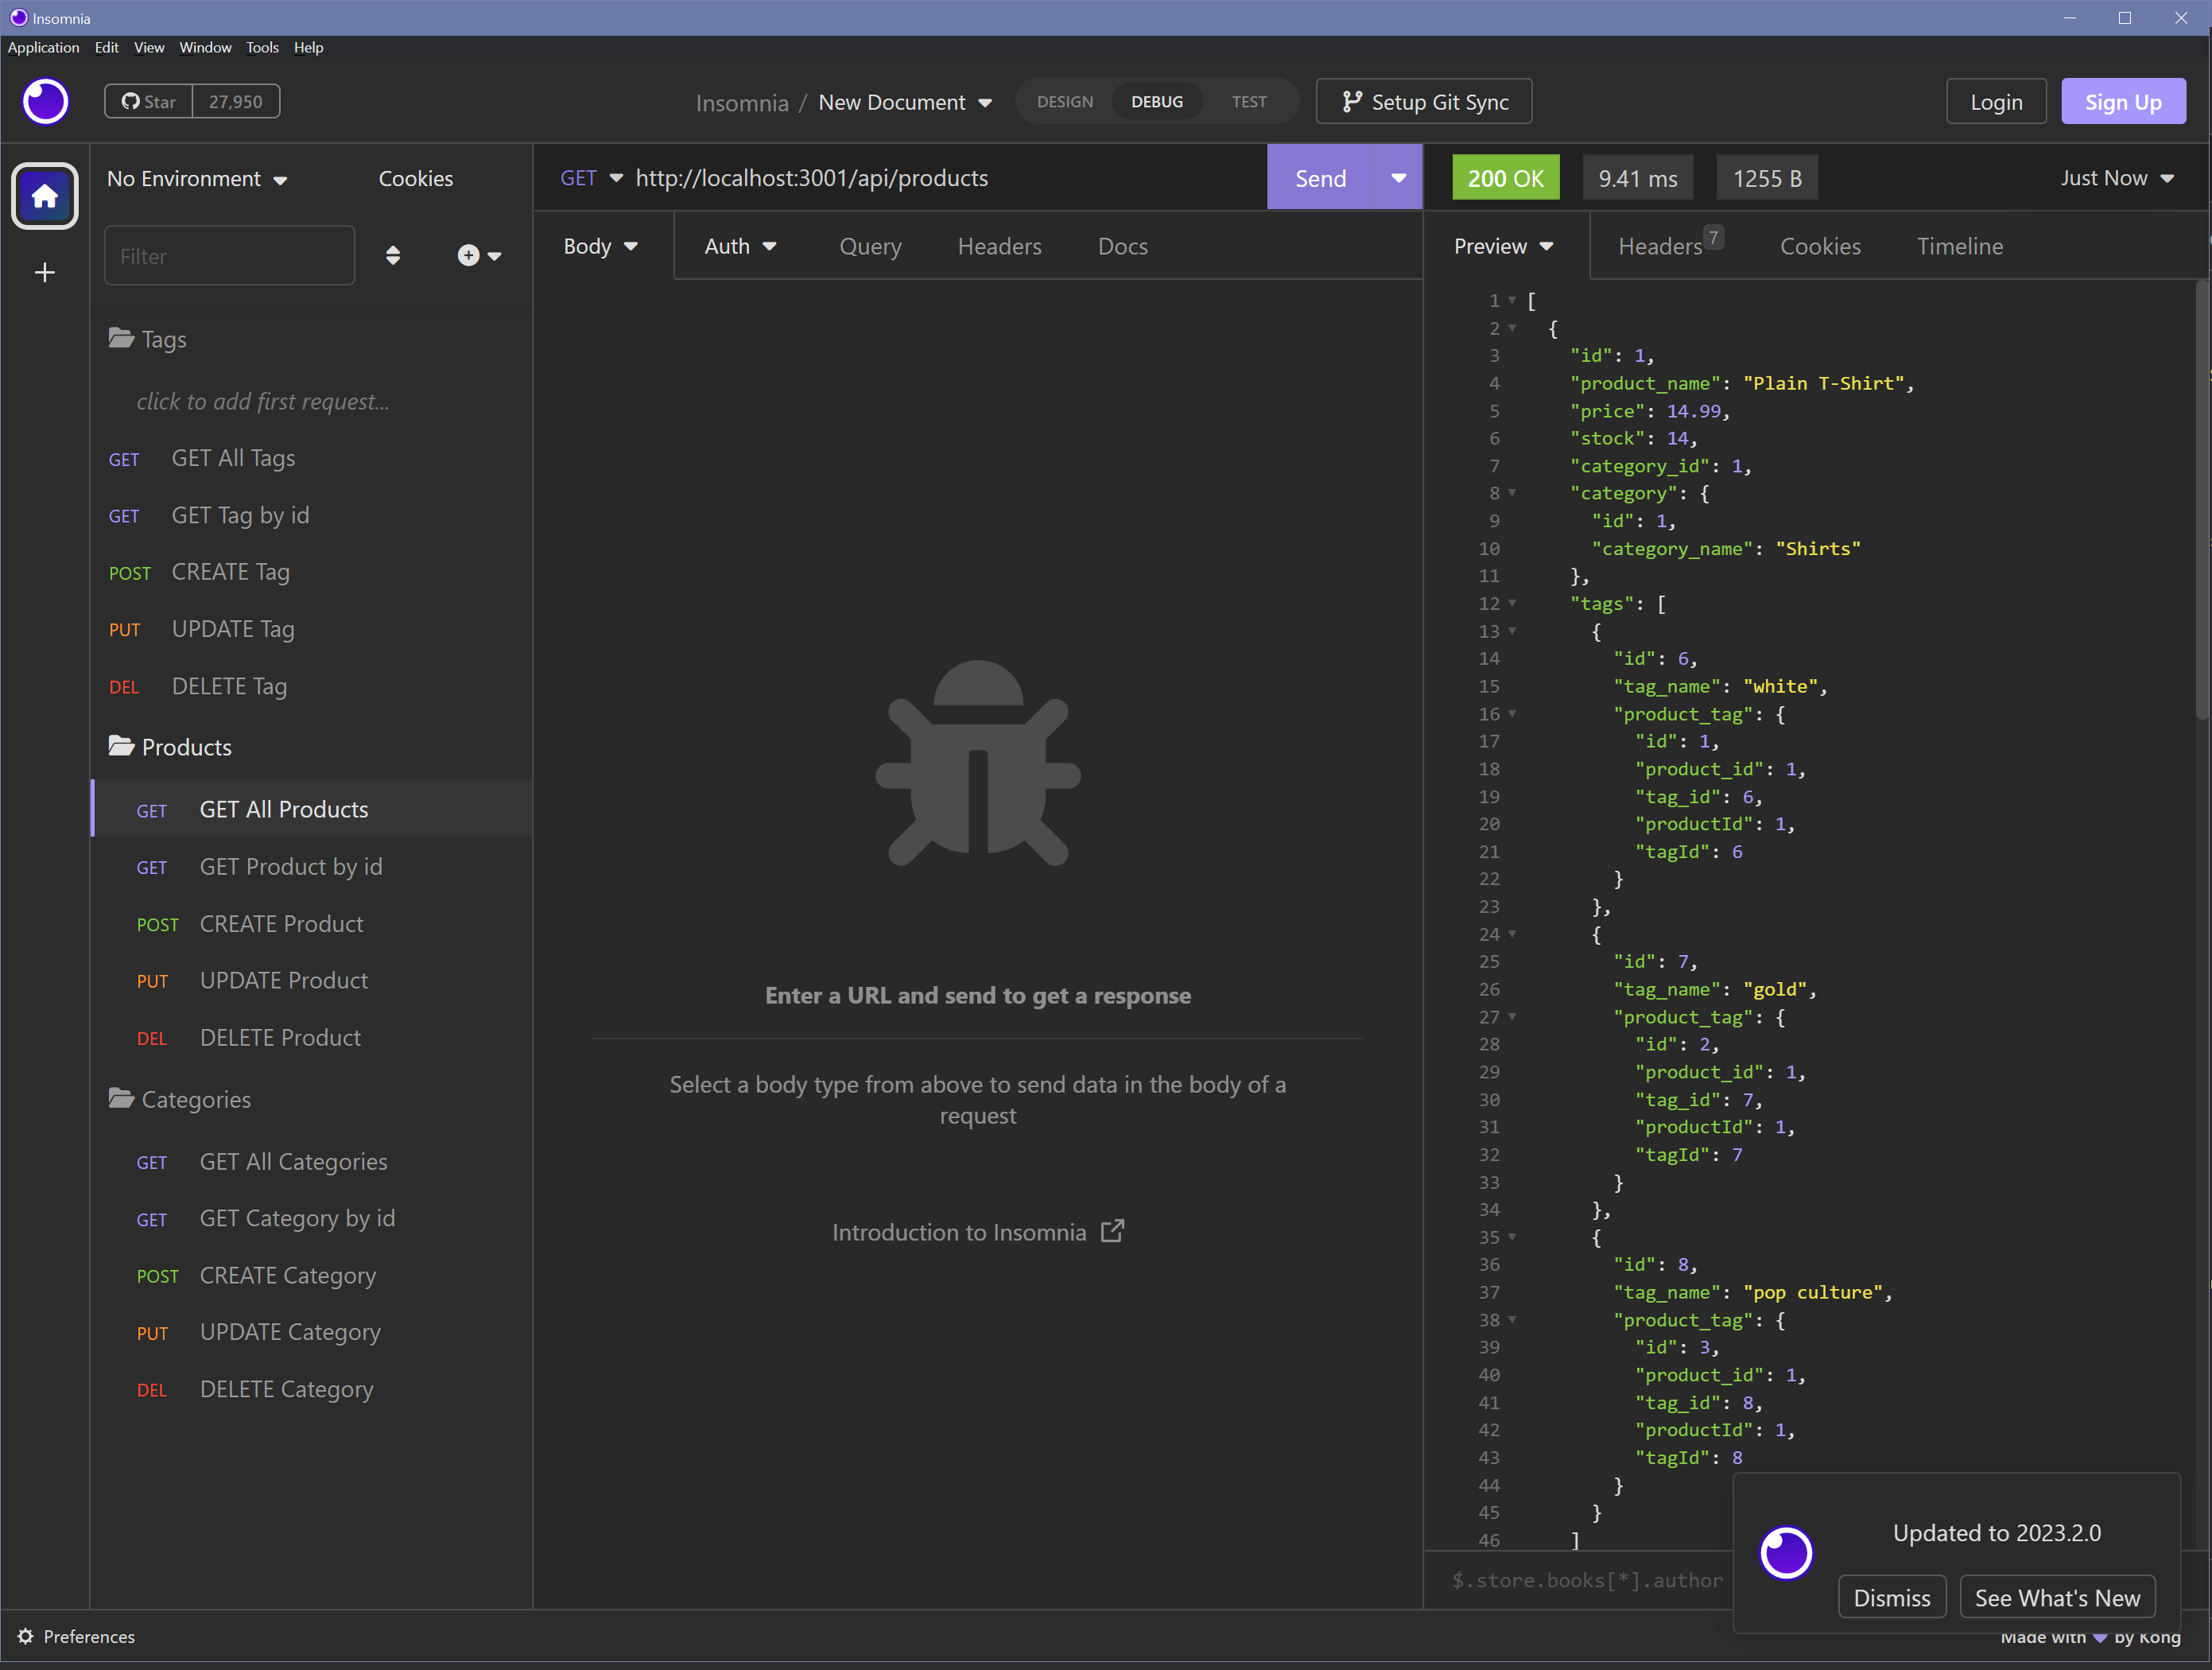 Insomnia
Application Edit View Window Tools Help
Star 27,950
Insomnia / New Document
DESIGN DEBUG TEST
Setup Git Sync
Login
Sign Up
No Environment
Cookies
Filter
Tags
click to add first request...
GET GET All Tags
GET GET Tag by id
POST CREATE Tag
PUT UPDATE Tag
DEL DELETE Tag
Products
GET GET All Products
GET GET Product by id
POST CREATE Product
PUT UPDATE Product
DEL DELETE Product
Categories
GET GET All Categories
GET GET Category by id
POST CREATE Category
PUT UPDATE Category
DEL DELETE Category
GET http://localhost:3001/api/products
Send
Body Auth Query Headers Docs
Enter a URL and send to get a response
Select a body type from above to send data in the body of a
request
Introduction to Insomnia
200 OK 9.41 ms 1255 B Just Now
Preview Headers 7 Cookies Timeline
1 [
2 {
3 "id": 1,
4 "product_name": "Plain T-Shirt",
5 "price": 14.99,
6 "stock": 14,
7 "category_id": 1,
8 "category": {
9 "id": 1,
10 "category_name": "Shirts"
11 },
12 "tags": [
13 {
14 "id": 6,
15 "tag_name": "white",
16 "product_tag": {
17 "id": 1,
18 "product_id": 1,
19 "tag_id": 6,
20 "productId": 1,
21 "tagId": 6
22 }
23 },
24 {
25 "id": 7,
26 "tag_name": "gold",
27 "product_tag": {
28 "id": 2,
29 "product_id": 1,
30 "tag_id": 7,
31 "productId": 1,
32 "tagId": 7
33 }
34 },
35 {
36 "id": 8,
37 "tag_name": "pop culture",
38 "product_tag": {
39 "id": 3,
40 "product_id": 1,
41 "tag_id": 8,
42 "productId": 1,
43 "tagId": 8
44 }
45 }
46 ]
$.store.books[*].author
Updated to 2023.2.0
Dismiss
See What's New
Preferences
Made with by Kong